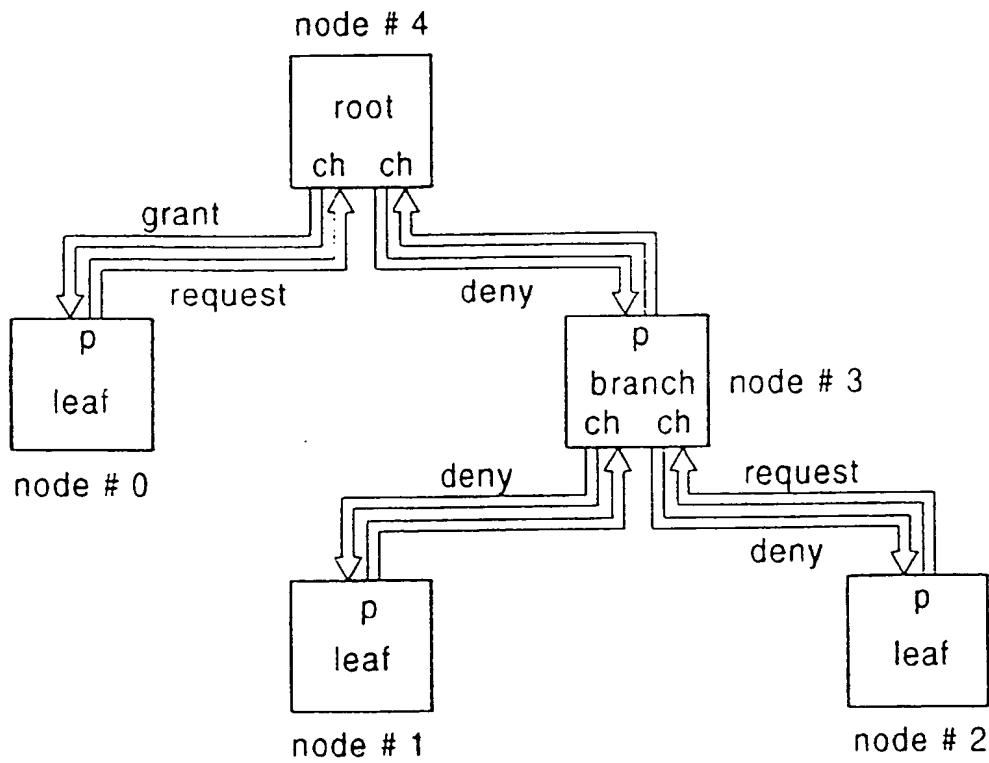 node # 4
root
ch ch
grant
request
deny
p
leaf
node # 0
p
branch
ch ch
node # 3
deny
request
deny
p
leaf
node # 1
p
leaf
node # 2